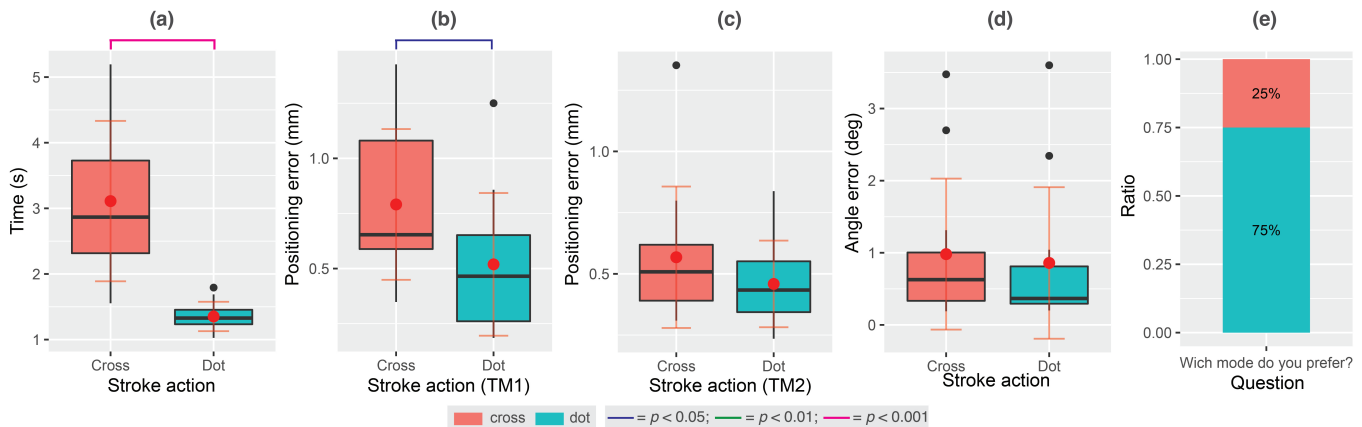 (a)
Time (s)
5
4
3
2
1
Cross
Dot
Stroke action
(b)
Positioning error (mm)
1.0
0.5
Cross
Dot
Stroke action (TM1)
(c)
Positioning error (mm)
1.0
0.5
Cross
Dot
Stroke action (TM2)
(d)
Angle error (deg)
3
2
1
0
Cross
Dot
Stroke action
(e)
Ratio
1.00
0.75
0.50
0.25
0.00
25%
75%
Wich mode do you prefer?
Question
cross dot = p < 0.05; = p < 0.01; = p < 0.001